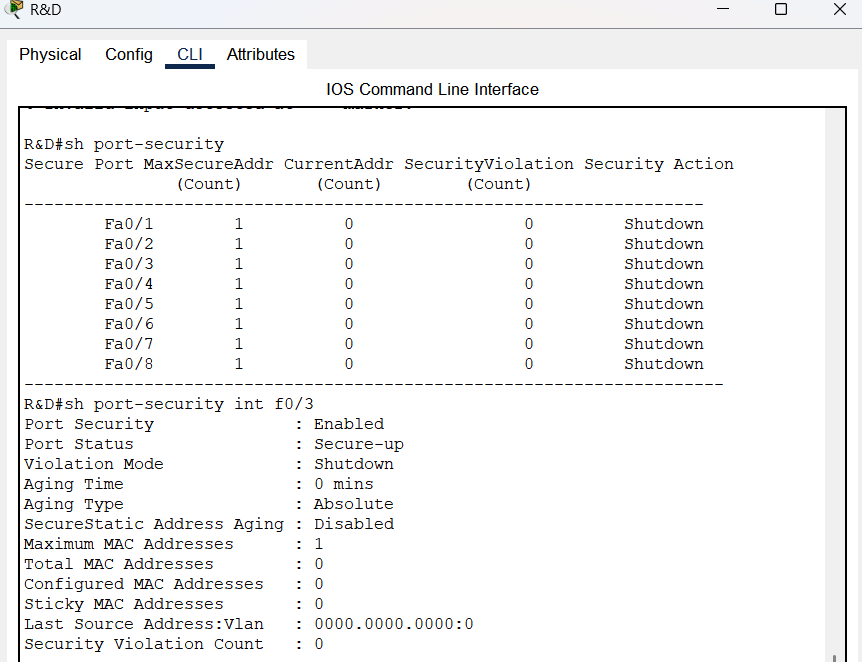 R&D
Physical Config CLI Attributes
IOS Command Line Interface
R&D#sh port-security
Secure Port MaxSecureAddr CurrentAddr SecurityViolation Security Action
(Count) (Count) (Count)
--------------------------------------------------------------------
Fa0/1 1 0 0 Shutdown
Fa0/2 1 0 0 Shutdown
Fa0/3 1 0 0 Shutdown
Fa0/4 1 0 0 Shutdown
Fa0/5 1 0 0 Shutdown
Fa0/6 1 0 0 Shutdown
Fa0/7 1 0 0 Shutdown
Fa0/8 1 0 0 Shutdown
----------------------------------------------------------------------
R&D#sh port-security int f0/3
Port Security : Enabled
Port Status : Secure-up
Violation Mode : Shutdown
Aging Time : 0 mins
Aging Type : Absolute
SecureStatic Address Aging : Disabled
Maximum MAC Addresses : 1
Total MAC Addresses : 0
Configured MAC Addresses : 0
Sticky MAC Addresses : 0
Last Source Address:Vlan : 0000.0000.0000:0
Security Violation Count : 0